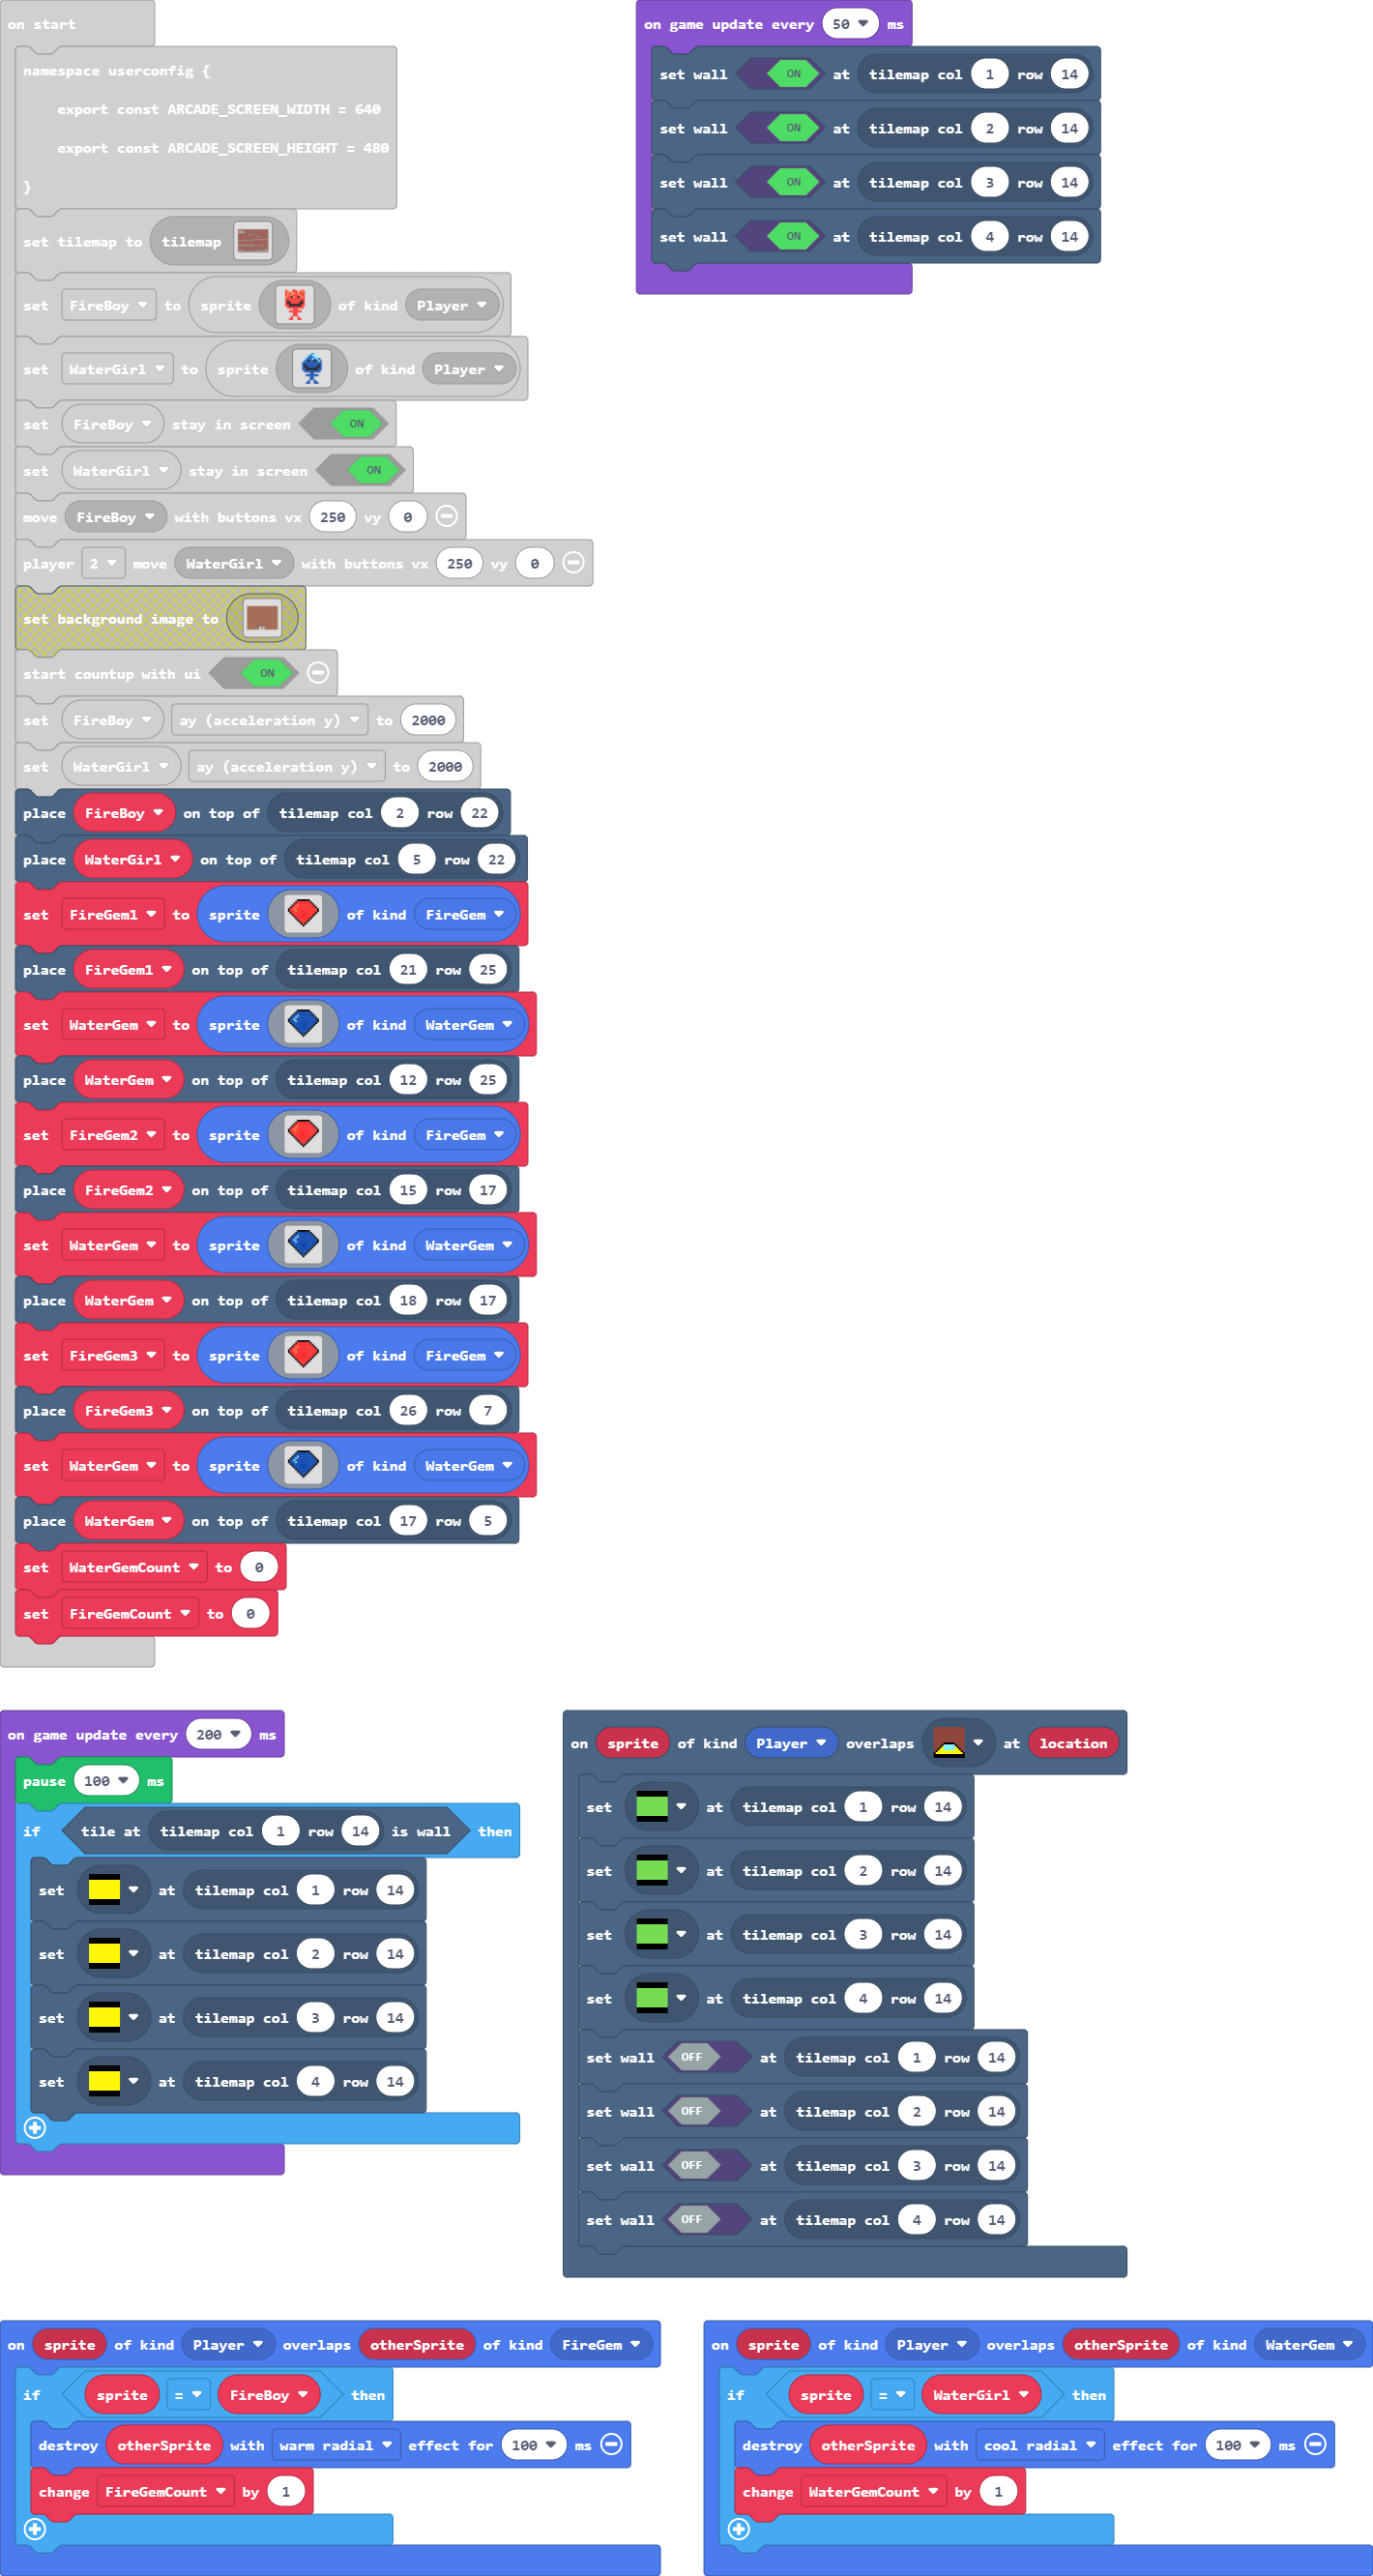 on start
namespace userconfig {
export const ARCADE_SCREEN_WIDTH = 640
export const ARCADE_SCREEN_HEIGHT = 480
}
set tilemap to tilemap
set FireBoy to sprite of kind Player
set WaterGirl to sprite of kind Player
set FireBoy stay in screen ON
set WaterGirl stay in screen ON
move FireBoy with buttons vx 250 vy 0
player 2 move WaterGirl with buttons vx 250 vy 0
set background image to
start countup with ui ON
set FireBoy ay (acceleration y) to 2000
set WaterGirl ay (acceleration y) to 2000
place FireBoy on top of tilemap col 2 row 22
place WaterGirl on top of tilemap col 5 row 22
set FireGem1 to sprite of kind FireGem
place FireGem1 on top of tilemap col 21 row 25
set WaterGem to sprite of kind WaterGem
place WaterGem on top of tilemap col 12 row 25
set FireGem2 to sprite of kind FireGem
place FireGem2 on top of tilemap col 15 row 17
set WaterGem to sprite of kind WaterGem
place WaterGem on top of tilemap col 18 row 17
set FireGem3 to sprite of kind FireGem
place FireGem3 on top of tilemap col 26 row 7
set WaterGem to sprite of kind WaterGem
place WaterGem on top of tilemap col 17 row 5
set WaterGemCount to 0
set FireGemCount to 0
on game update every 50 ms
set wall ON at tilemap col 1 row 14
set wall ON at tilemap col 2 row 14
set wall ON at tilemap col 3 row 14
set wall ON at tilemap col 4 row 14
on game update every 200 ms
pause 100 ms
if tile at tilemap col 1 row 14 is wall then
set at tilemap col 1 row 14
set at tilemap col 2 row 14
set at tilemap col 3 row 14
set at tilemap col 4 row 14
on sprite of kind Player overlaps at location
set at tilemap col 1 row 14
set at tilemap col 2 row 14
set at tilemap col 3 row 14
set at tilemap col 4 row 14
set wall OFF at tilemap col 1 row 14
set wall OFF at tilemap col 2 row 14
set wall OFF at tilemap col 3 row 14
set wall OFF at tilemap col 4 row 14
on sprite of kind Player overlaps otherSprite of kind FireGem
if sprite = FireBoy then
destroy otherSprite with warm radial effect for 100 ms
change FireGemCount by 1
on sprite of kind Player overlaps otherSprite of kind WaterGem
if sprite = WaterGirl then
destroy otherSprite with cool radial effect for 100 ms
change WaterGemCount by 1